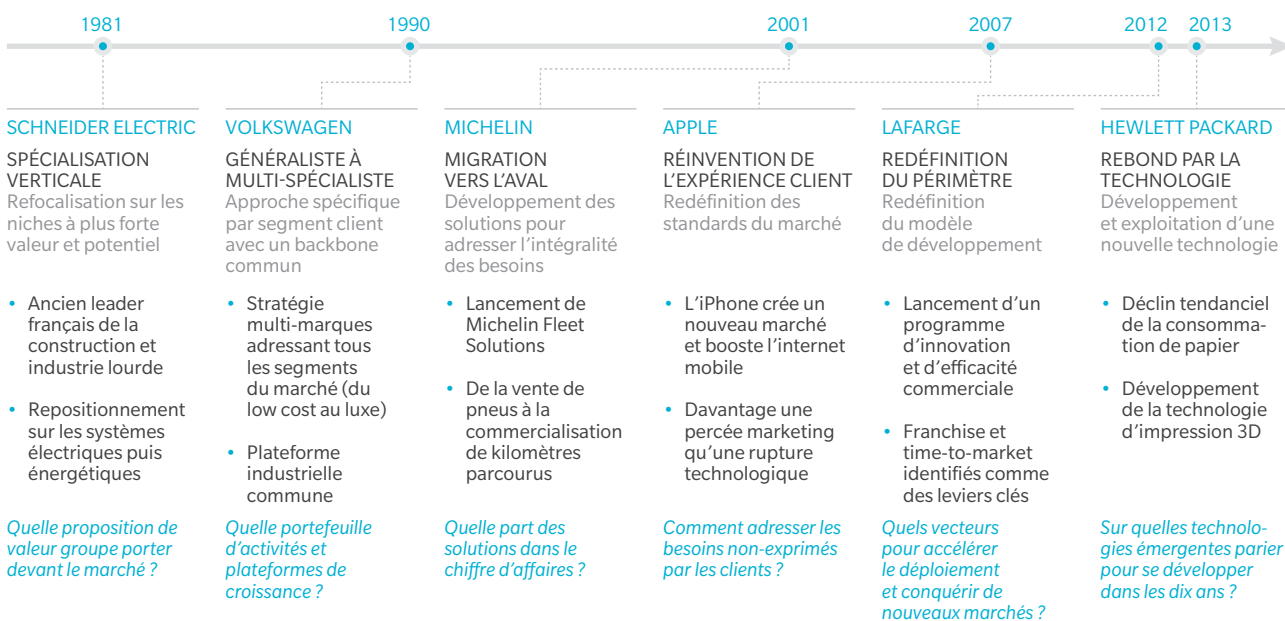 1981
1990
2001
2007
2012
2013
SCHNEIDER ELECTRIC
SPÉCIALISATION
VERTICALE
Refocalisation sur les
niches à plus forte
valeur et potentiel
• Ancien leader
français de la
construction et
industrie lourde
• Repositionnement
sur les systèmes
électriques puis
énergétiques
Quelle proposition de
valeur groupe porter
devant le marché ?
VOLKSWAGEN
GÉNÉRALISTE À
MULTI-SPÉCIALISTE
Approche spécifique
par segment client
avec un backbone
commun
• Stratégie
multi-marques
adressant tous
les segments
du marché (du
low cost au luxe)
• Plateforme
industrielle
commune
Quelle portefeuille
d'activités et
plateformes de
croissance ?
MICHELIN
MIGRATION
VERS L'AVAL
Développement des
solutions pour
adresser l'intégralité
des besoins
• Lancement de
Michelin Fleet
Solutions
• De la vente de
pneus à la
commercialisation
de kilomètres
parcourus
Quelle part des
solutions dans le
chiffre d'affaires ?
APPLE
RÉINVENTION DE
L'EXPÉRIENCE CLIENT
Redéfinition des
standards du marché
• L'iPhone crée un
nouveau marché
et booste l'internet
mobile
• Davantage une
percée marketing
qu'une rupture
technologique
Comment adresser les
besoins non-exprimés
par les clients ?
LAFARGE
REDÉFINITION
DU PÉRIMÈTRE
Redéfinition
du modèle
de développement
• Lancement d'un
programme
d'innovation
et d'efficacité
commerciale
• Franchise et
time-to-market
identifiés comme
des leviers clés
Quels vecteurs
pour accélérer
le déploiement
et conquérir de
nouveaux marchés ?
HEWLETT PACKARD
REBOND PAR LA
TECHNOLOGIE
Développement
et exploitation d'une
nouvelle technologie
• Déclin tendanciel
de la consomma-
tion de papier
• Développement
de la technologie
d'impression 3D
Sur quelles technolo-
gies émergentes parier
pour se développer
dans les dix ans ?